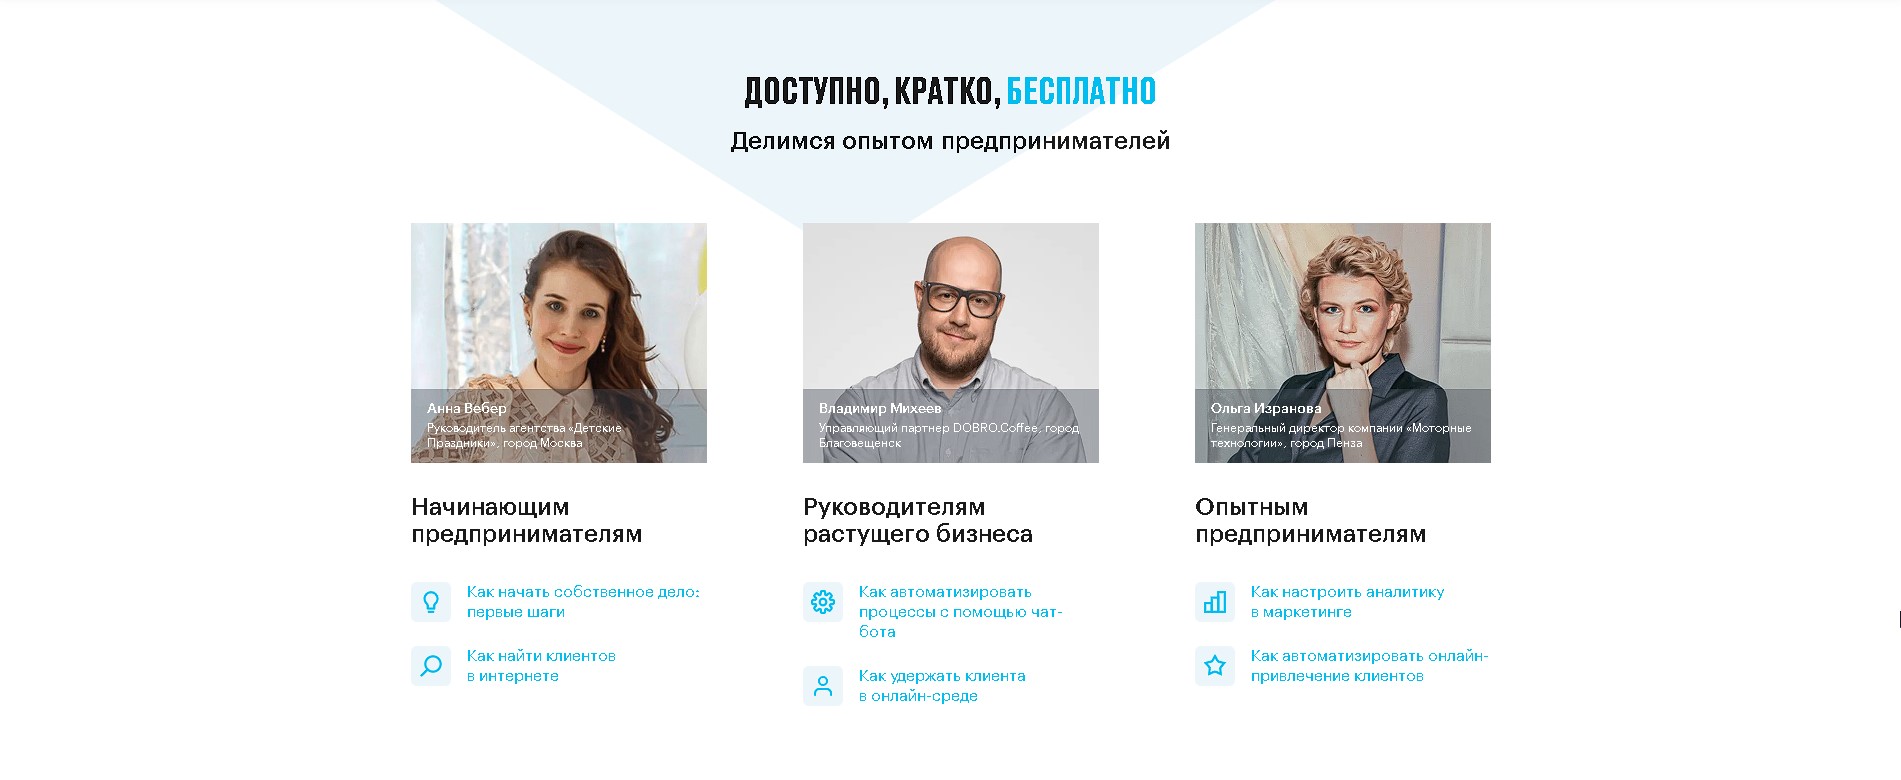 ДОСТУПНО, КРАТКО, БЕСПЛАТНО
Делимся опытом предпринимателей
Анна Вебер
Руководитель агентства «Детские
Праздники», город Москва
Владимир Михеев
Управляющий партнер DOBRO.Coffee, город
Благовещенск
Ольга Изранова
Генеральный директор компании «Моторные
технологии», город Пенза
Начинающим
предпринимателям
Как начать собственное дело:
первые шаги
Как найти клиентов
в интернете
Руководителям
растущего бизнеса
Как автоматизировать
процессы с помощью чат-
бота
Как удержать клиента
в онлайн-среде
Опытным
предпринимателям
Как настроить аналитику
в маркетинге
Как автоматизировать онлайн-
привлечение клиентов